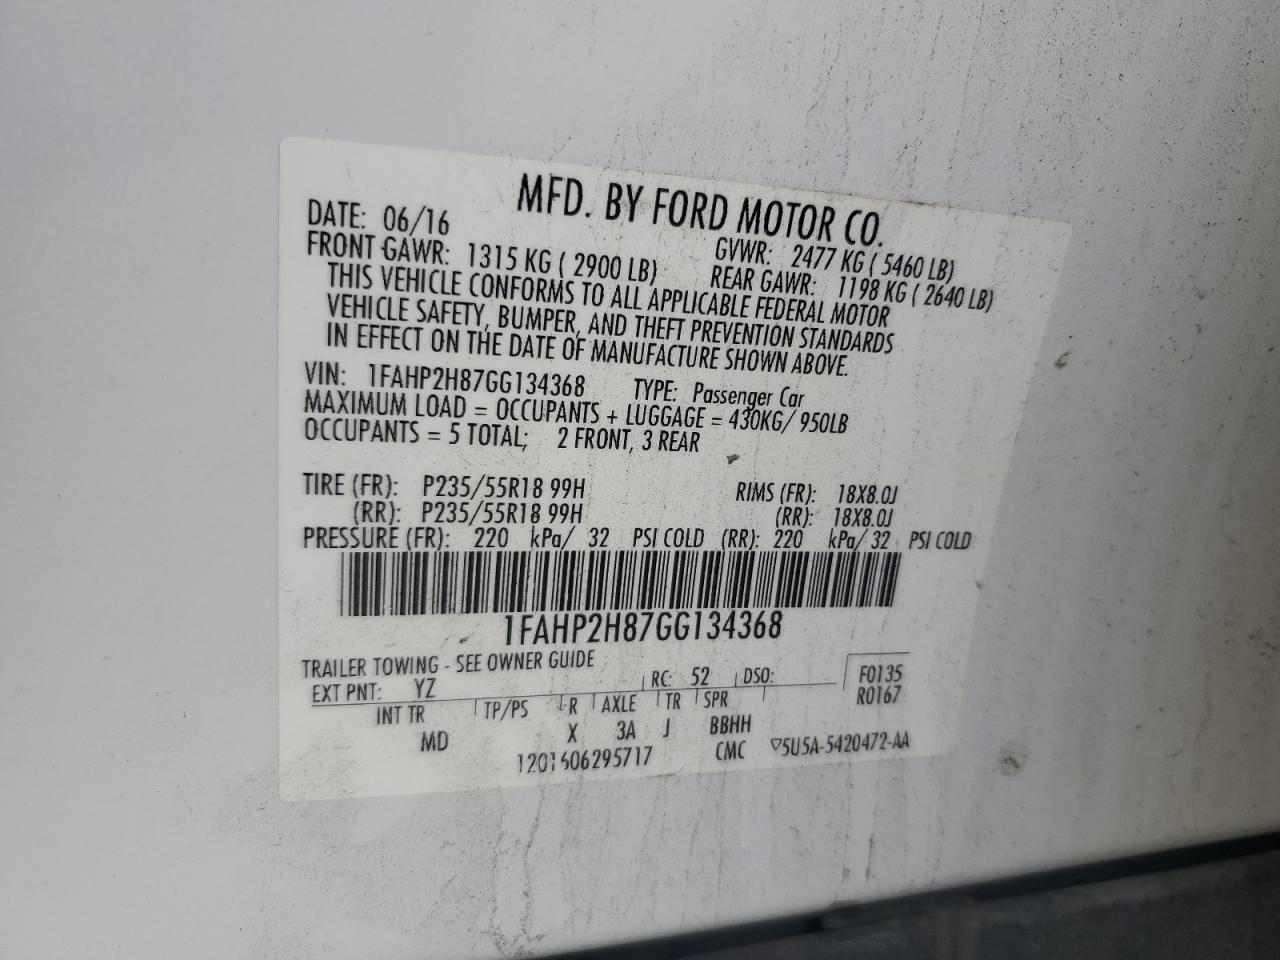 MFD. BY FORD MOTOR CO.
DATE: 06/16 GVWR: 2477 KG ( 5460 LB)
FRONT GAWR: 1315 KG ( 2900 LB) REAR GAWR: 1198 KG ( 2640 LB)
THIS VEHICLE CONFORMS TO ALL APPLICABLE FEDERAL MOTOR
VEHICLE SAFETY, BUMPER, AND THEFT PREVENTION STANDARDS
IN EFFECT ON THE DATE OF MANUFACTURE SHOWN ABOVE.
VIN: 1FAHP2H87GG134368 TYPE: Passenger Car
MAXIMUM LOAD = OCCUPANTS + LUGGAGE = 430KG/ 950LB
OCCUPANTS = 5 TOTAL; 2 FRONT, 3 REAR
TIRE (FR): P235/55R18 99H RIMS (FR): 18X8.0J
(RR): P235/55R18 99H (RR): 18X8.0J
PRESSURE (FR): 220 kPa/ 32 PSI COLD (RR): 220 kPa/ 32 PSI COLD
1FAHP2H87GG134368
TRAILER TOWING - SEE OWNER GUIDE
EXT PNT: YZ RC: 52 DSO: F0135
R0167
INT TR TP/PS R AXLE TR SPR
MD X 3A J BBHH
1201606295717 CMC ▽5U5A-5420472-AA